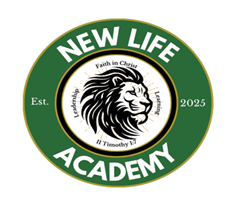 NEW LIFE
Faith in Christ
Leadership
Learning
Est.
2025
II Timothy 1:7
ACADEMY